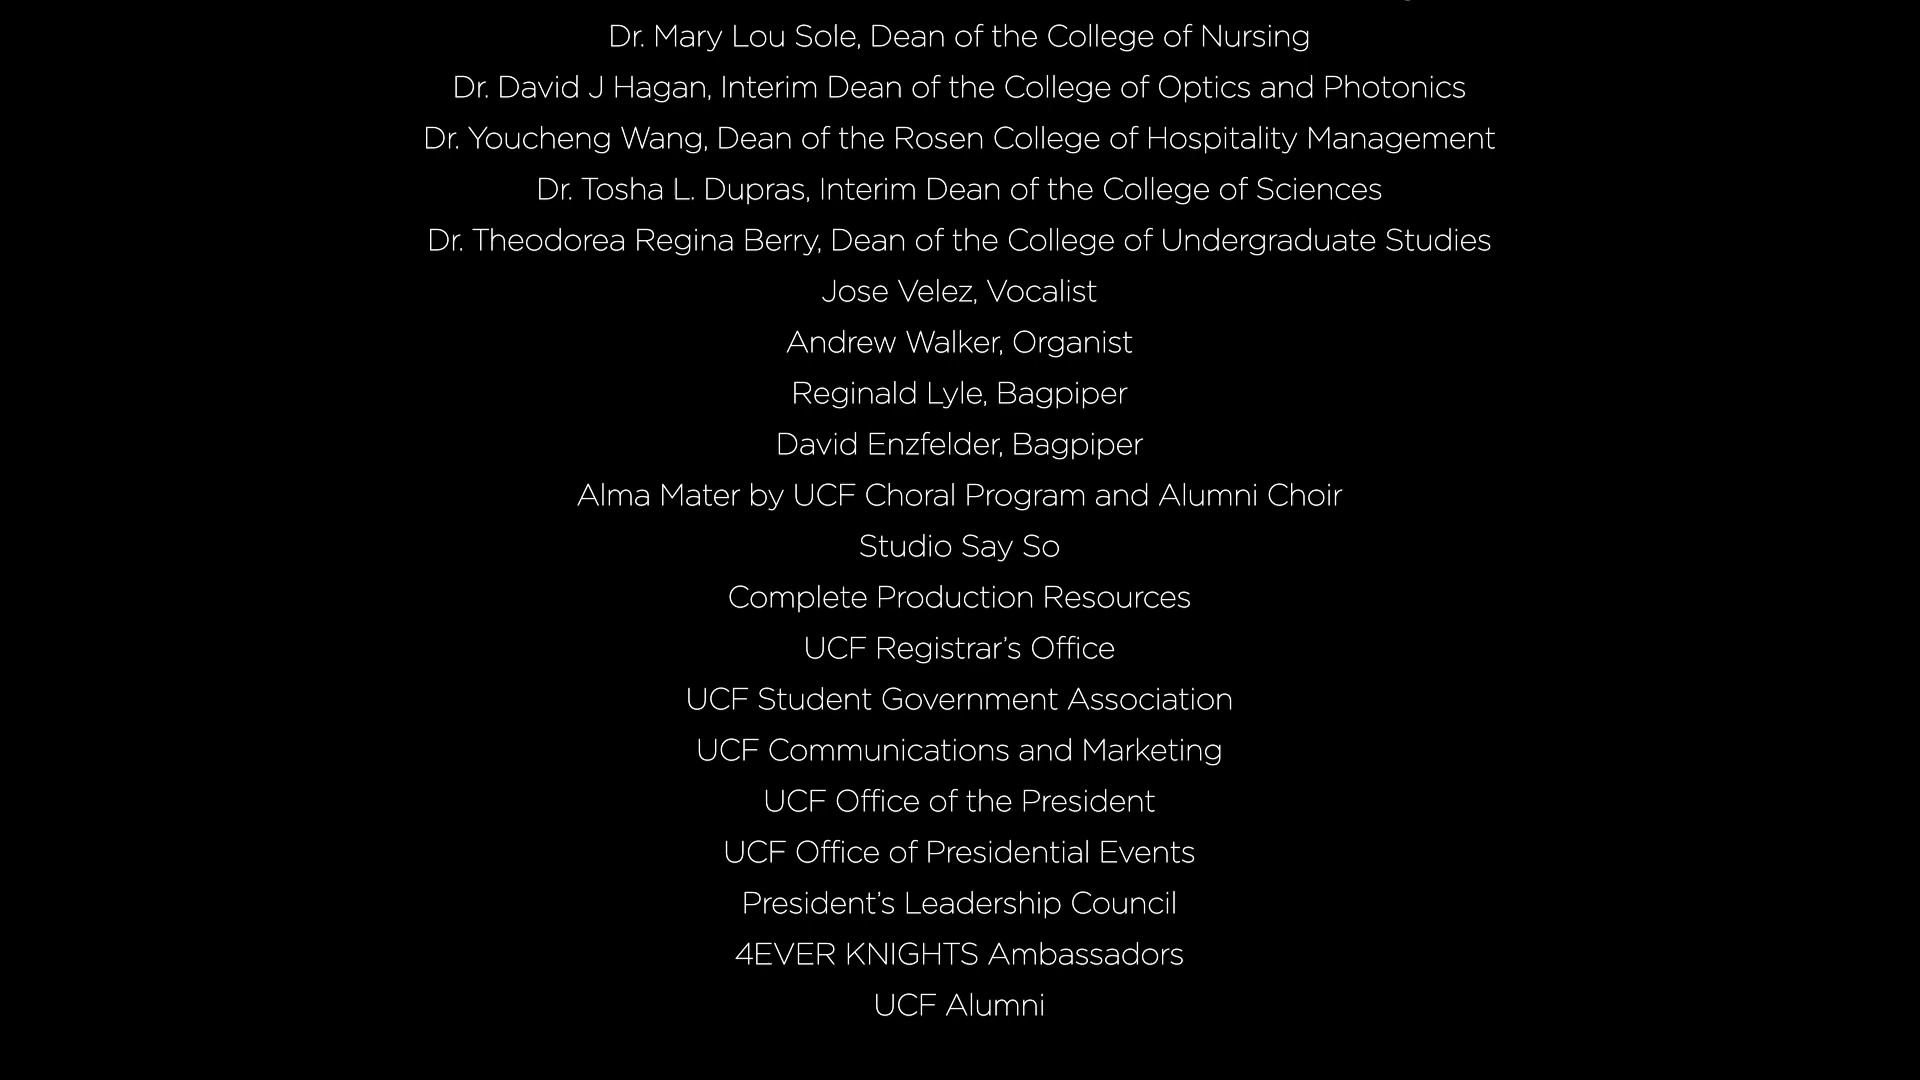 Dr. Mary Lou Sole, Dean of the College of Nursing
Dr. David J Hagan, Interim Dean of the College of Optics and Photonics
Dr. Youcheng Wang, Dean of the Rosen College of Hospitality Management
Dr. Tosha L. Dupras, Interim Dean of the College of Sciences
Dr. Theodorea Regina Berry, Dean of the College of Undergraduate Studies
Jose Velez, Vocalist
Andrew Walker, Organist
Reginald Lyle, Bagpiper
David Enzfelder, Bagpiper
Alma Mater by UCF Choral Program and Alumni Choir
Studio Say So
Complete Production Resources
UCF Registrar’s Office
UCF Student Government Association
UCF Communications and Marketing
UCF Office of the President
UCF Office of Presidential Events
President’s Leadership Council
4EVER KNIGHTS Ambassadors
UCF Alumni